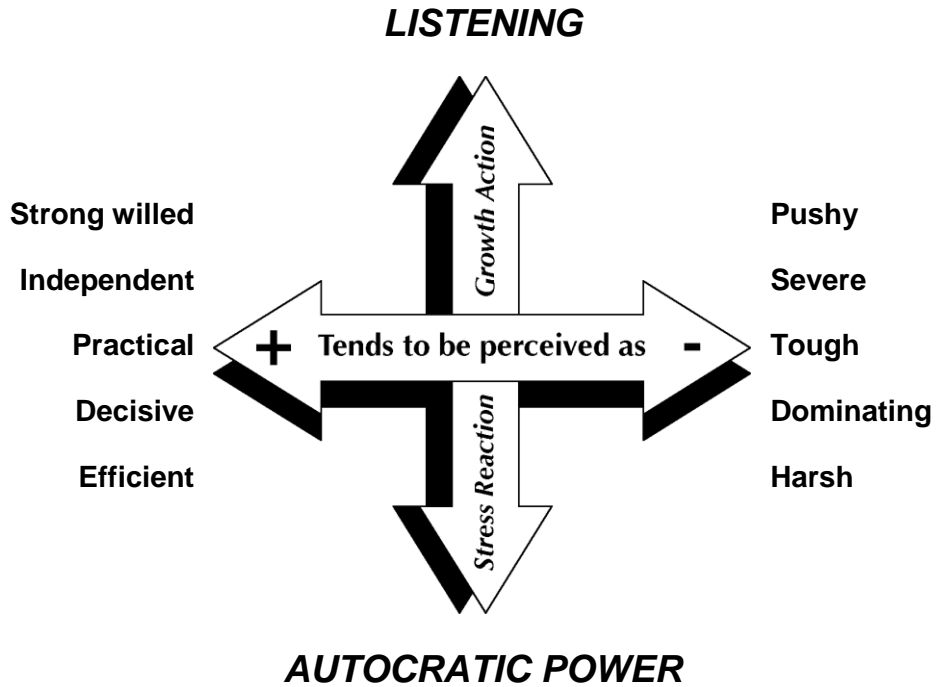 LISTENING
Growth Action
Strong willed
Independent
Practical
Decisive
Efficient
+ Tends to be perceived as -
Pushy
Severe
Tough
Dominating
Harsh
Stress Reaction
AUTOCRATIC POWER